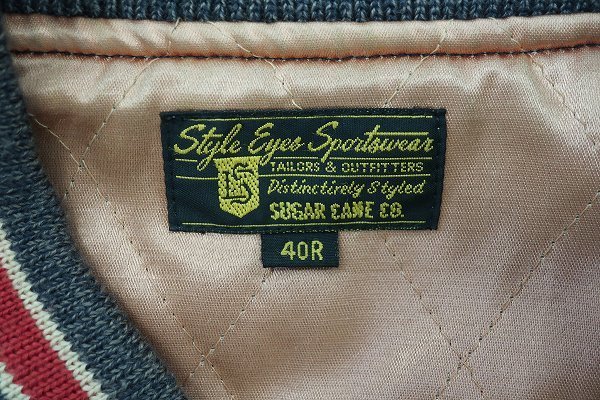 Style Eyes Sportswear
TAILORS & OUTFITTERS
S
Distinctively Styled
SUGAR CANE CO.
40R